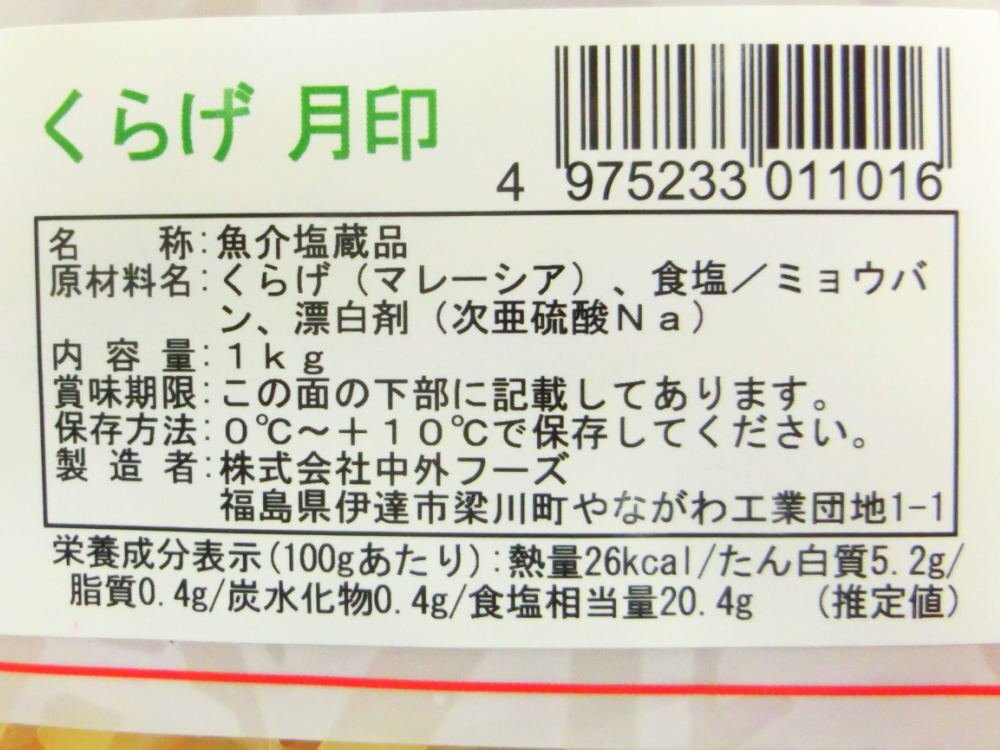 くらげ 月印
4 975233 011016
名称:魚介塩蔵品
原材料名:くらげ（マレーシア）、食塩／ミョウバ
ン、漂白剤（次亜硫酸Ｎａ）
内容量:１ｋｇ
賞味期限:この面の下部に記載してあります。
保存方法:０℃～＋１０℃で保存してください。
製造者:株式会社中外フーズ
福島県伊達市梁川町やながわ工業団地1-1
栄養成分表示(100gあたり):熱量26kcal/たん白質5.2g/
脂質0.4g/炭水化物0.4g/食塩相当量20.4g （推定値）